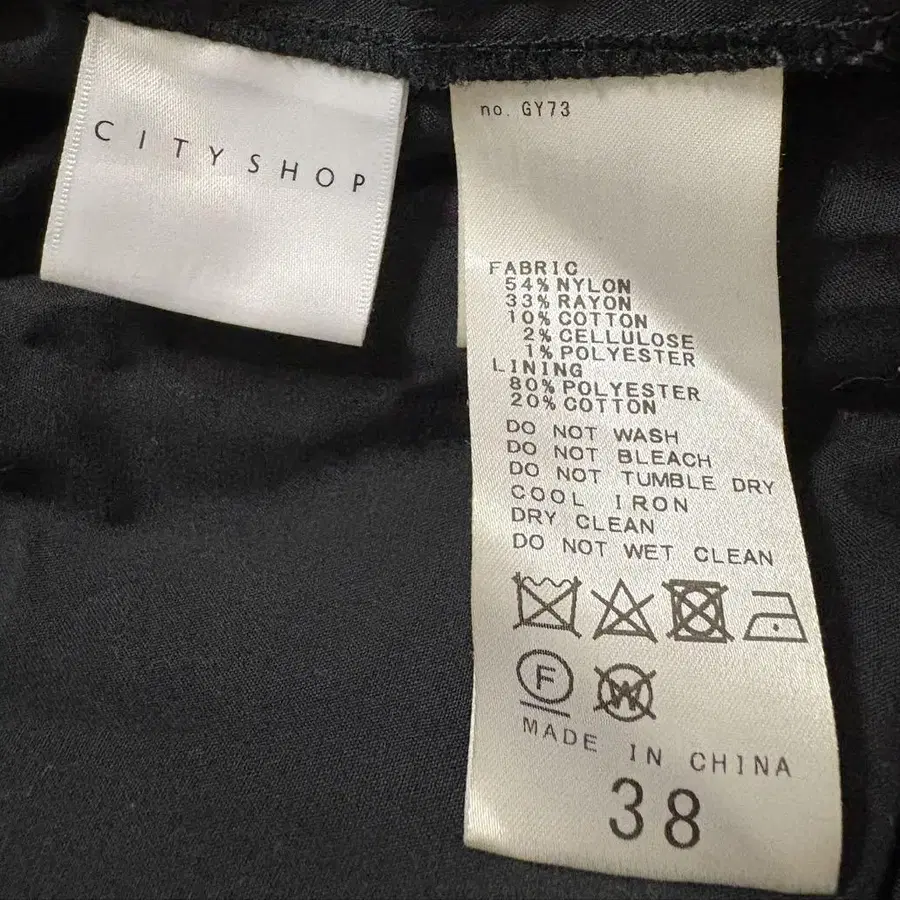 CITYSHOP
no. GY73
FABRIC
54% NYLON
33% RAYON
10% COTTON
2% CELLULOSE
1% POLYESTER
LINING
80% POLYESTER
20% COTTON
DO NOT WASH
DO NOT BLEACH
DO NOT TUMBLE DRY
COOL IRON
DRY CLEAN
DO NOT WET CLEAN
F W
MADE IN CHINA
38